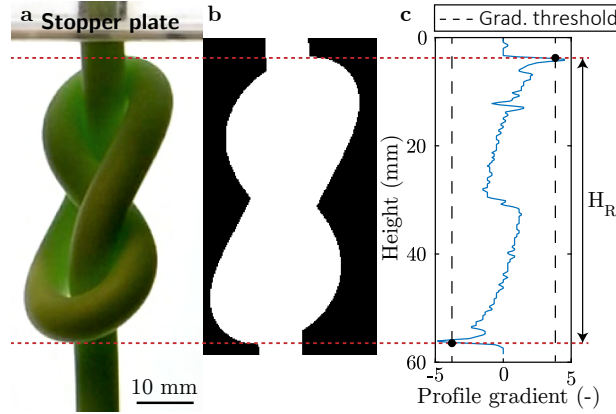 a
Stopper plate
10 mm
b
c
Grad. threshold
0
20
40
60
Height (mm)
-5
0
5
Profile gradient (-)
H_R